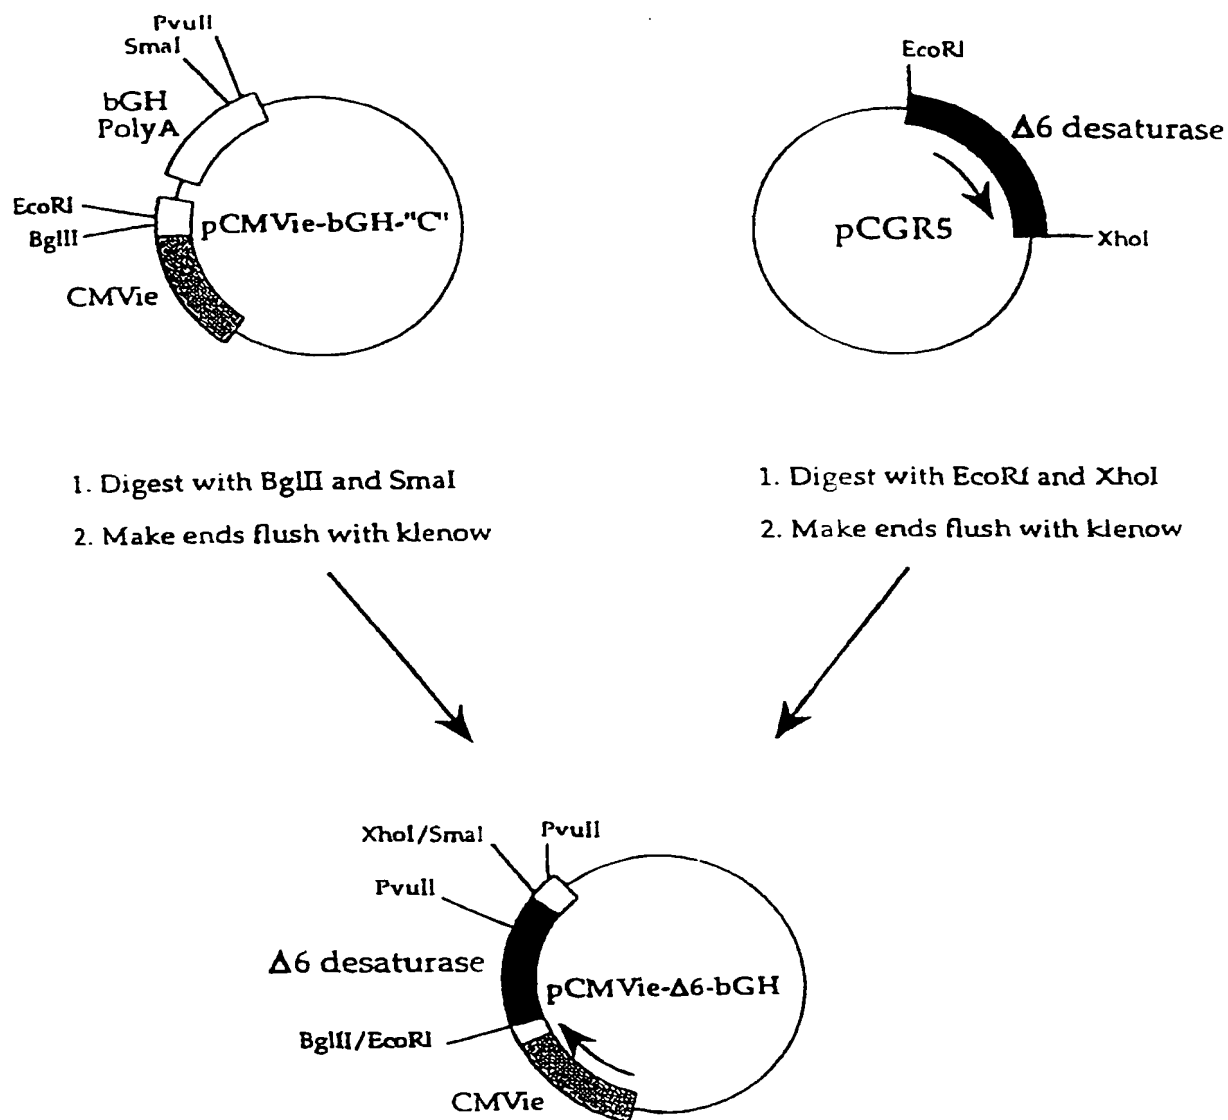 PvuII
SmaI
bGH
PolyA
EcoRI
BglII
pCMVie-bGH-"C"
CMVie
EcoRI
Δ6 desaturase
pCGR5
XhoI
1. Digest with BglII and SmaI
2. Make ends flush with klenow
1. Digest with EcoRI and XhoI
2. Make ends flush with klenow
XhoI/SmaI
PvuII
PvuII
Δ6 desaturase
pCMVie-Δ6-bGH
BglII/EcoRI
CMVie